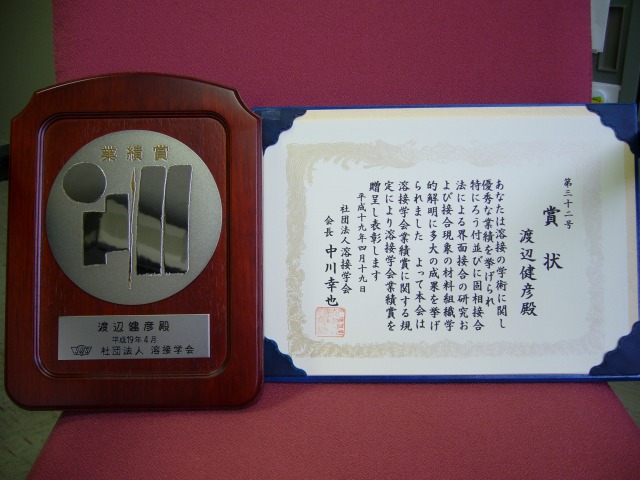 業績賞
渡辺健彦殿
平成19年4月
社団法人 溶接学会
第三十二号
賞状
渡辺健彦殿
あなたは溶接の学術に関し
優秀な業績を挙げられ
特にろう付並びに固相接合
法による界面接合の研究お
よび接合現象の材料組織学
的解明に多大の成果を挙げ
られました よって本会は
溶接学会業績賞に関する規
定により溶接学会業績賞を
贈呈し表彰します
平成十九年四月十九日
社団法人溶接学会
会長 中川幸也